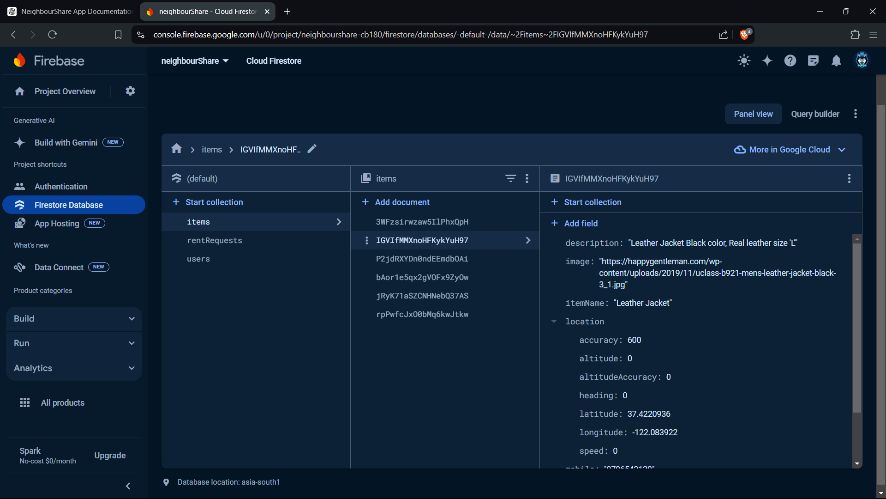 NeighbourShare App Documentatio
neighbourShare - Cloud Firestor
console.firebase.google.com/u/0/project/neighbourshare-cb180/firestore/databases/-default-/data/~2Fitems~2FIGVIfMMXnoHFKykYuH97
Firebase
neighbourShare
Cloud Firestore
Project Overview
Generative AI
Build with Gemini NEW
Project shortcuts
Authentication
Firestore Database
App Hosting NEW
What's new
Data Connect NEW
Product categories
Build
Run
Analytics
All products
Spark
No-cost $0/month
Upgrade
Panel view
Query builder
items
IGVIfMMXnoHF...
More in Google Cloud
(default)
Start collection
items
rentRequests
users
items
Add document
3WFzsirwzaw5IlPhxQpH
IGVIfMMXnoHFKykYuH97
P2jdRXYDn0ndEEmdbOAi
bAor1e5qx2gVOFx9ZyOw
jRyK71aSZCNHNebQ37AS
rpPwfcJxO0bMq6kwJtkw
IGVIfMMXnoHFKykYuH97
Start collection
Add field
description: "Leather Jacket Black color, Real leather size 'L'"
image: "https://happygentleman.com/wp-
content/uploads/2019/11/uclass-b921-mens-leather-jacket-black-
3_1.jpg"
itemName: "Leather Jacket"
location
accuracy: 600
altitude: 0
altitudeAccuracy: 0
heading: 0
latitude: 37.4220936
longitude: -122.083922
speed: 0
Database location: asia-south1